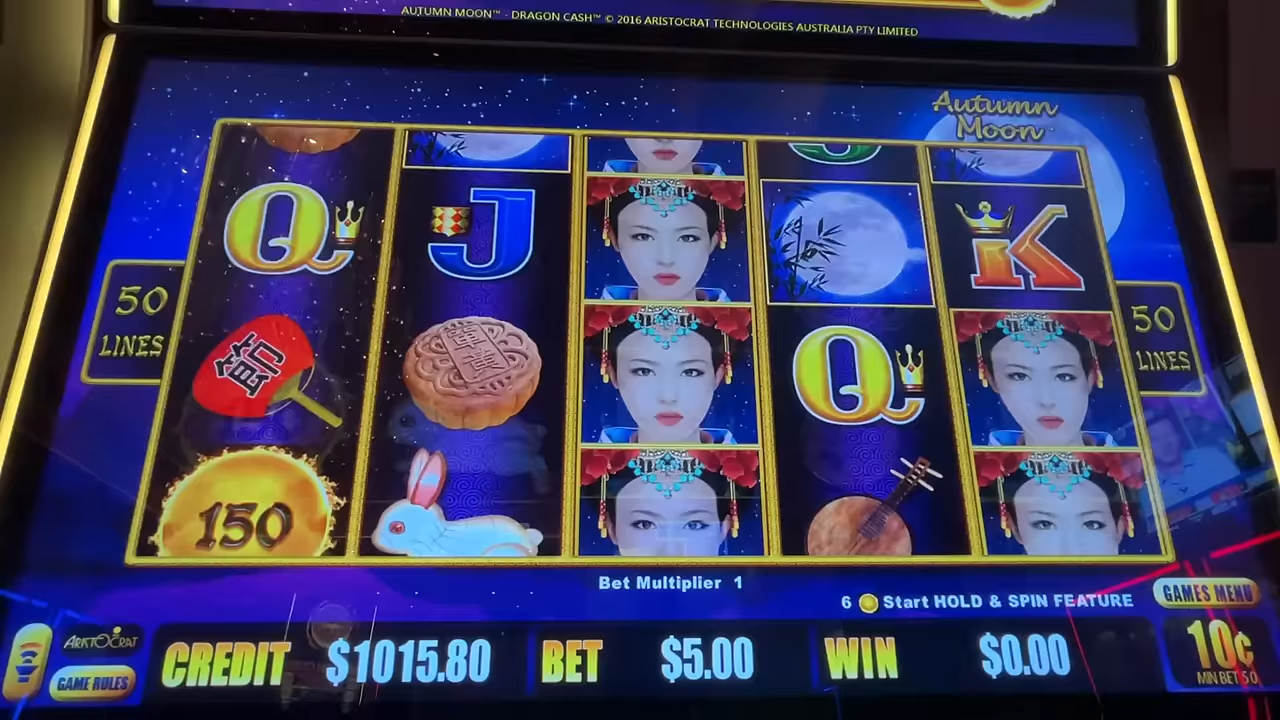 AUTUMN MOON™ - DRAGON CASH™ © 2016 ARISTOCRAT TECHNOLOGIES AUSTRALIA PTY LIMITED
Autumn
Moon
Q
J
K
50
LINES
50
LINES
Q
150
Bet Multiplier 1
6 Start HOLD & SPIN FEATURE
GAMES MENU
ARISTOCRAT
GAME RULES
CREDIT $1015.80 BET $5.00 WIN $0.00
10¢
MIN BET 50